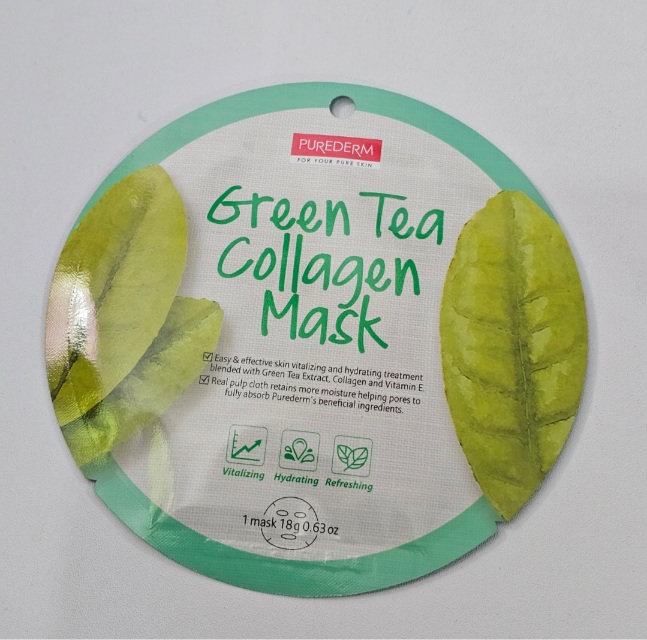 PUREDERM
FOR YOUR PURE SKIN
Green Tea
Collagen
Mask
Easy & effective skin vitalizing and hydrating treatment
blended with Green Tea Extract, Collagen and Vitamin E.
Real pulp cloth retains more moisture helping pores to
fully absorb Purederm's beneficial ingredients.
Vitalizing Hydrating Refreshing
1 mask 18g 0.63oz